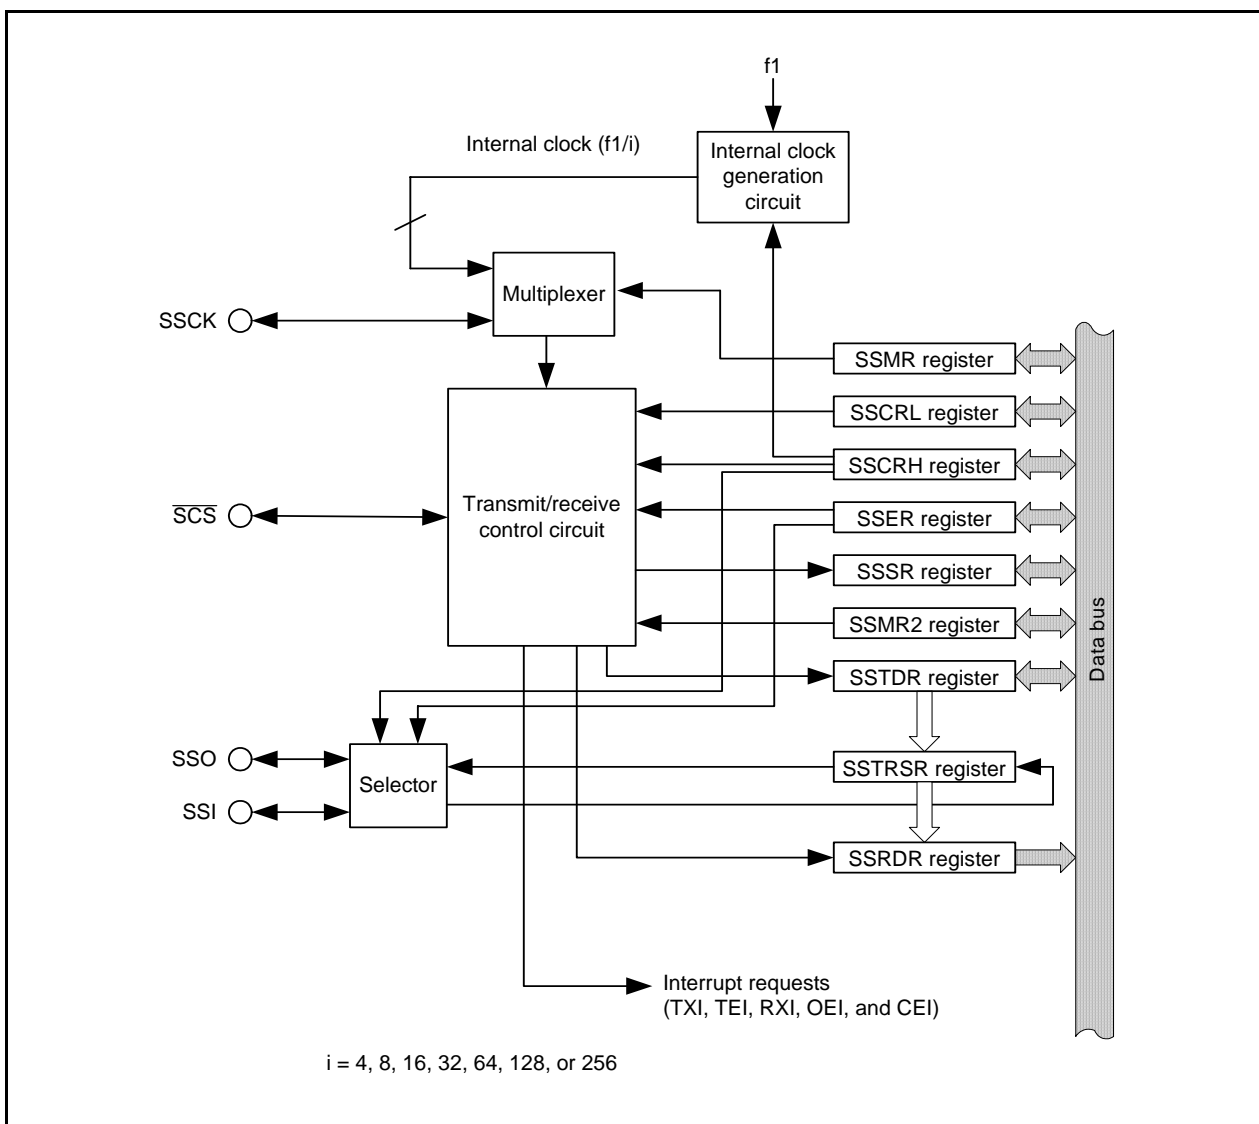 f1
Internal clock (f1/i)
Internal clock
generation
circuit
Multiplexer
SSCK
SSMR register
SSCRL register
SSCRH register
SCS
Transmit/receive
control circuit
SSER register
SSSR register
SSMR2 register
SSTDR register
Data bus
SSO
SSI
Selector
SSTRSR register
SSRDR register
Interrupt requests
(TXI, TEI, RXI, OEI, and CEI)
i = 4, 8, 16, 32, 64, 128, or 256